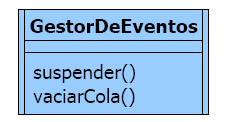 GestorDeEventos
suspender()
vaciarCola()